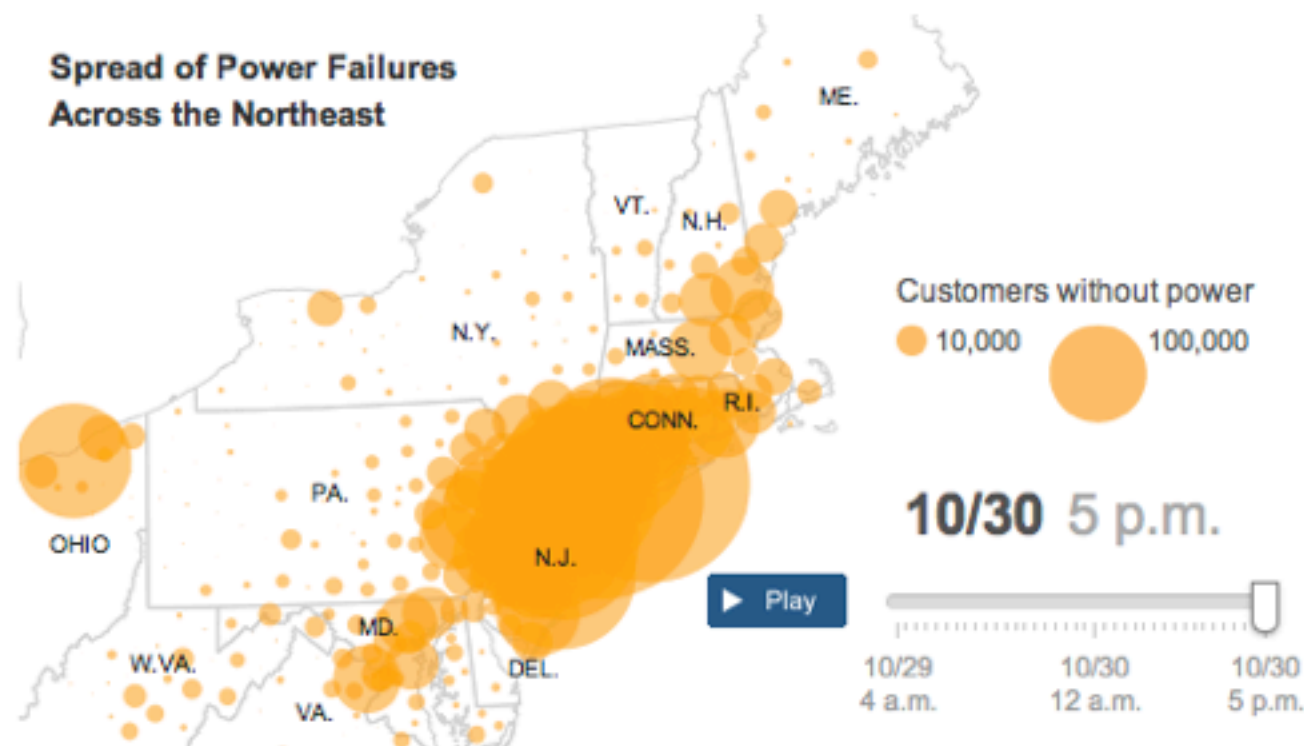 Spread of Power Failures
Across the Northeast
ME.
VT.
N.H.
Customers without power
10,000
100,000
N.Y.
MASS.
R.I.
CONN.
PA.
10/30 5 p.m.
OHIO
N.J.
Play
MD.
W.VA.
DEL.
VA.
10/29
4 a.m.
10/30
12 a.m.
10/30
5 p.m.